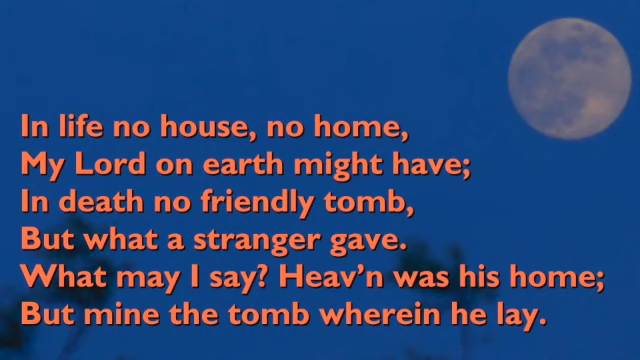 In life no house, no home,
My Lord on earth might have;
In death no friendly tomb,
But what a stranger gave.
What may I say? Heav’n was his home;
But mine the tomb wherein he lay.